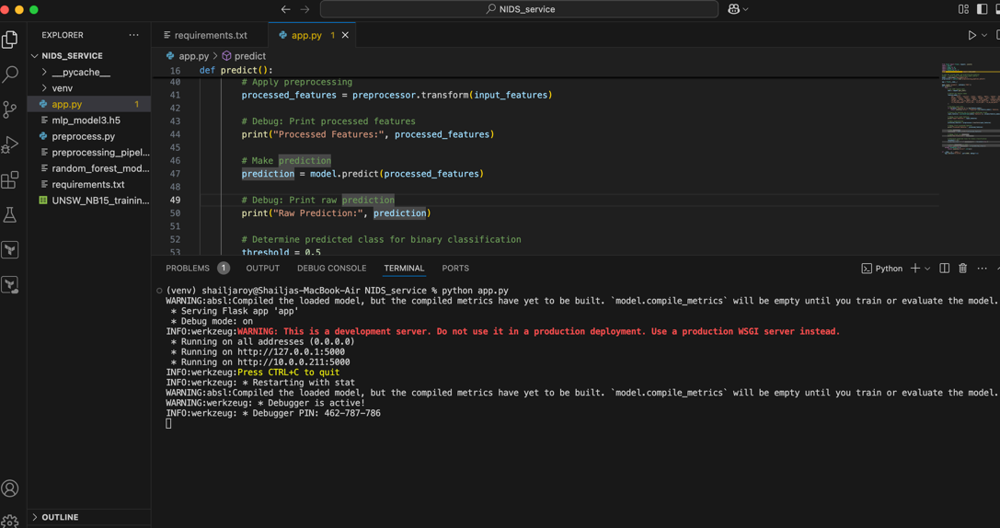 NIDS_service
EXPLORER ...
NIDS_SERVICE
__pycache__
venv
app.py 1
mlp_model3.h5
preprocess.py
preprocessing_pipel...
random_forest_mod...
requirements.txt
UNSW_NB15_training...
OUTLINE
requirements.txt app.py 1
app.py > predict
16 def predict():
40 # Apply preprocessing
41 processed_features = preprocessor.transform(input_features)
42
43 # Debug: Print processed features
44 print("Processed Features:", processed_features)
45
46 # Make prediction
47 prediction = model.predict(processed_features)
48
49 # Debug: Print raw prediction
50 print("Raw Prediction:", prediction)
51
52 # Determine predicted class for binary classification
53 threshold = 0.5
PROBLEMS 1 OUTPUT DEBUG CONSOLE TERMINAL PORTS Python
(venv) shailjaroy@Shailjas-MacBook-Air NIDS_service % python app.py
WARNING:absl:Compiled the loaded model, but the compiled metrics have yet to be built. `model.compile_metrics` will be empty until you train or evaluate the model.
* Serving Flask app 'app'
* Debug mode: on
INFO:werkzeug:WARNING: This is a development server. Do not use it in a production deployment. Use a production WSGI server instead.
* Running on all addresses (0.0.0.0)
* Running on http://127.0.0.1:5000
* Running on http://10.0.0.211:5000
INFO:werkzeug:Press CTRL+C to quit
INFO:werkzeug: * Restarting with stat
WARNING:absl:Compiled the loaded model, but the compiled metrics have yet to be built. `model.compile_metrics` will be empty until you train or evaluate the model.
WARNING:werkzeug: * Debugger is active!
INFO:werkzeug: * Debugger PIN: 462-787-786